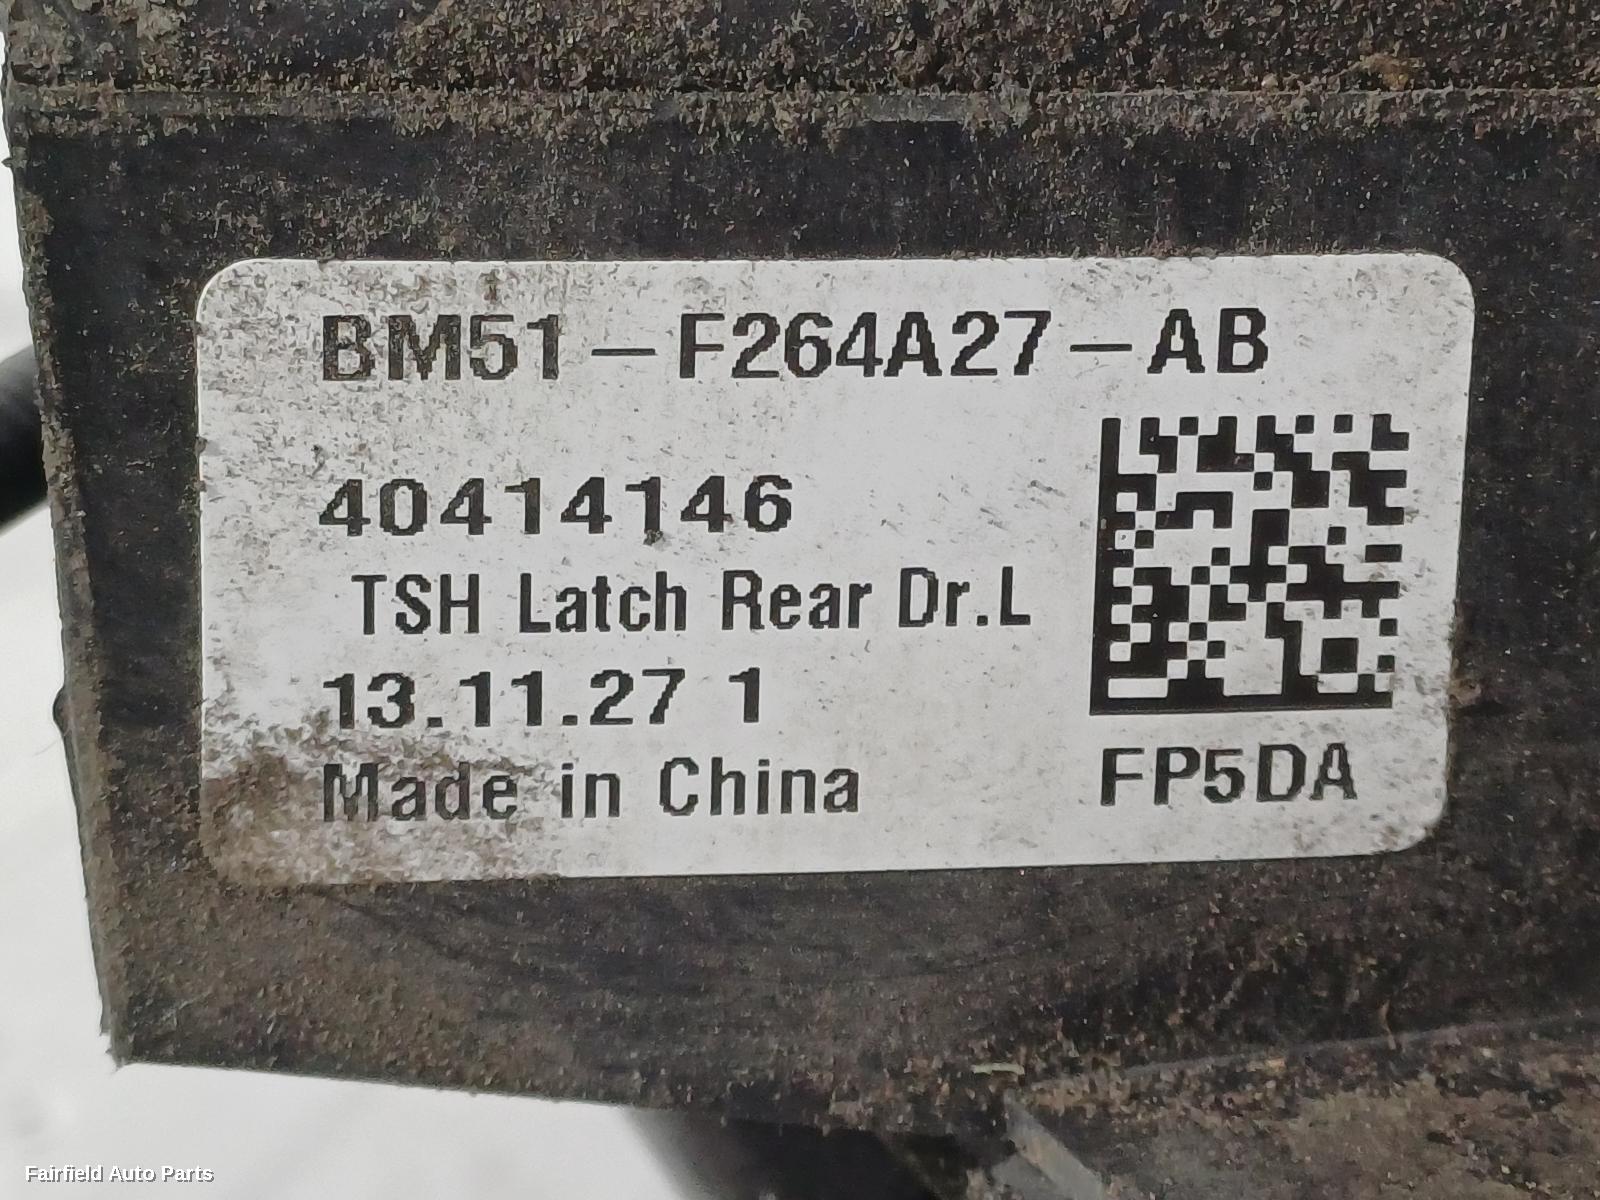 BM51-F264A27-AB
40414146
TSH Latch Rear Dr.L
13.11.27 1
Made in China
FP5DA
Fairfield Auto Parts